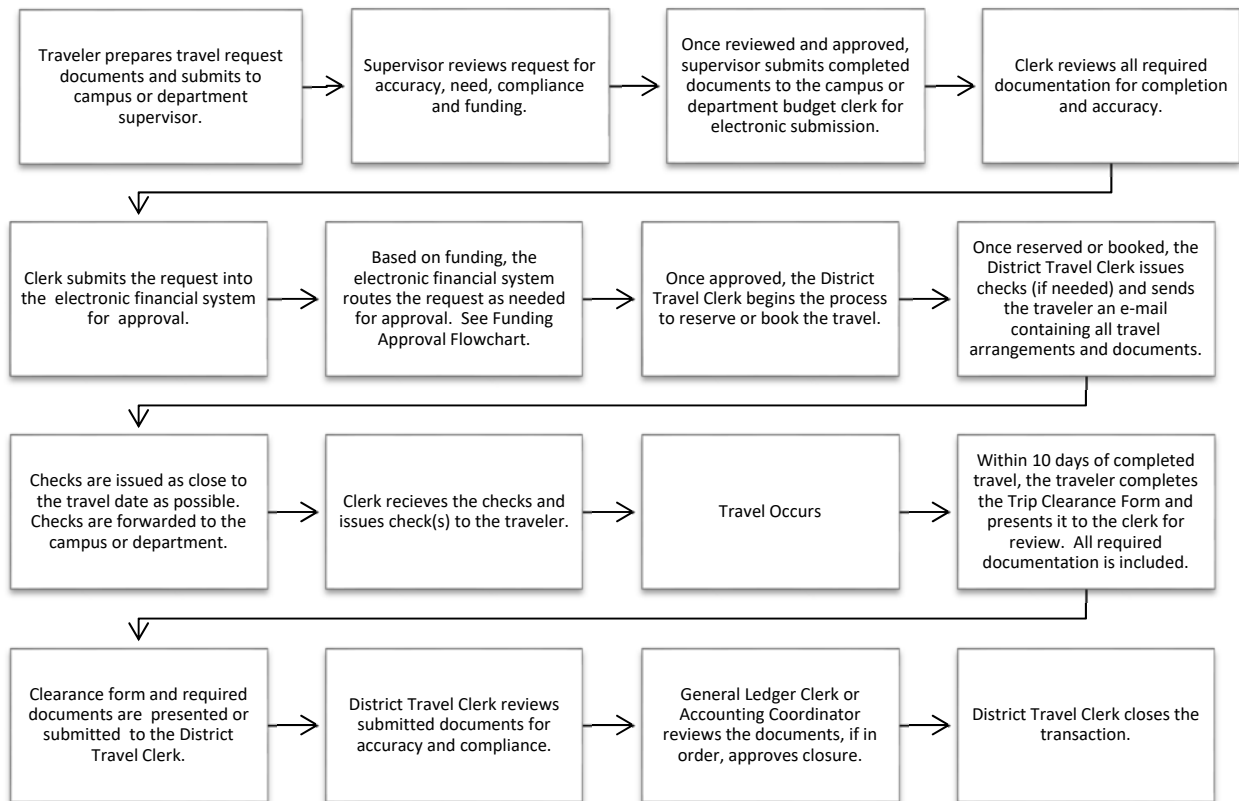 Traveler prepares travel request
documents and submits to
campus or department
supervisor.
Supervisor reviews request for
accuracy, need, compliance
and funding.
Once reviewed and approved,
supervisor submits completed
documents to the campus or
department budget clerk for
electronic submission.
Clerk reviews all required
documentation for completion
and accuracy.
Clerk submits the request into
the electronic financial system
for approval.
Based on funding, the
electronic financial system
routes the request as needed
for approval. See Funding
Approval Flowchart.
Once approved, the District
Travel Clerk begins the process
to reserve or book the travel.
Once reserved or booked, the
District Travel Clerk issues
checks (if needed) and sends
the traveler an e-mail
containing all travel
arrangements and documents.
Checks are issued as close to
the travel date as possible.
Checks are forwarded to the
campus or department.
Clerk recieves the checks and
issues check(s) to the traveler.
Travel Occurs
Within 10 days of completed
travel, the traveler completes
the Trip Clearance Form and
presents it to the clerk for
review. All required
documentation is included.
Clearance form and required
documents are presented or
submitted to the District
Travel Clerk.
District Travel Clerk reviews
submitted documents for
accuracy and compliance.
General Ledger Clerk or
Accounting Coordinator
reviews the documents, if in
order, approves closure.
District Travel Clerk closes the
transaction.